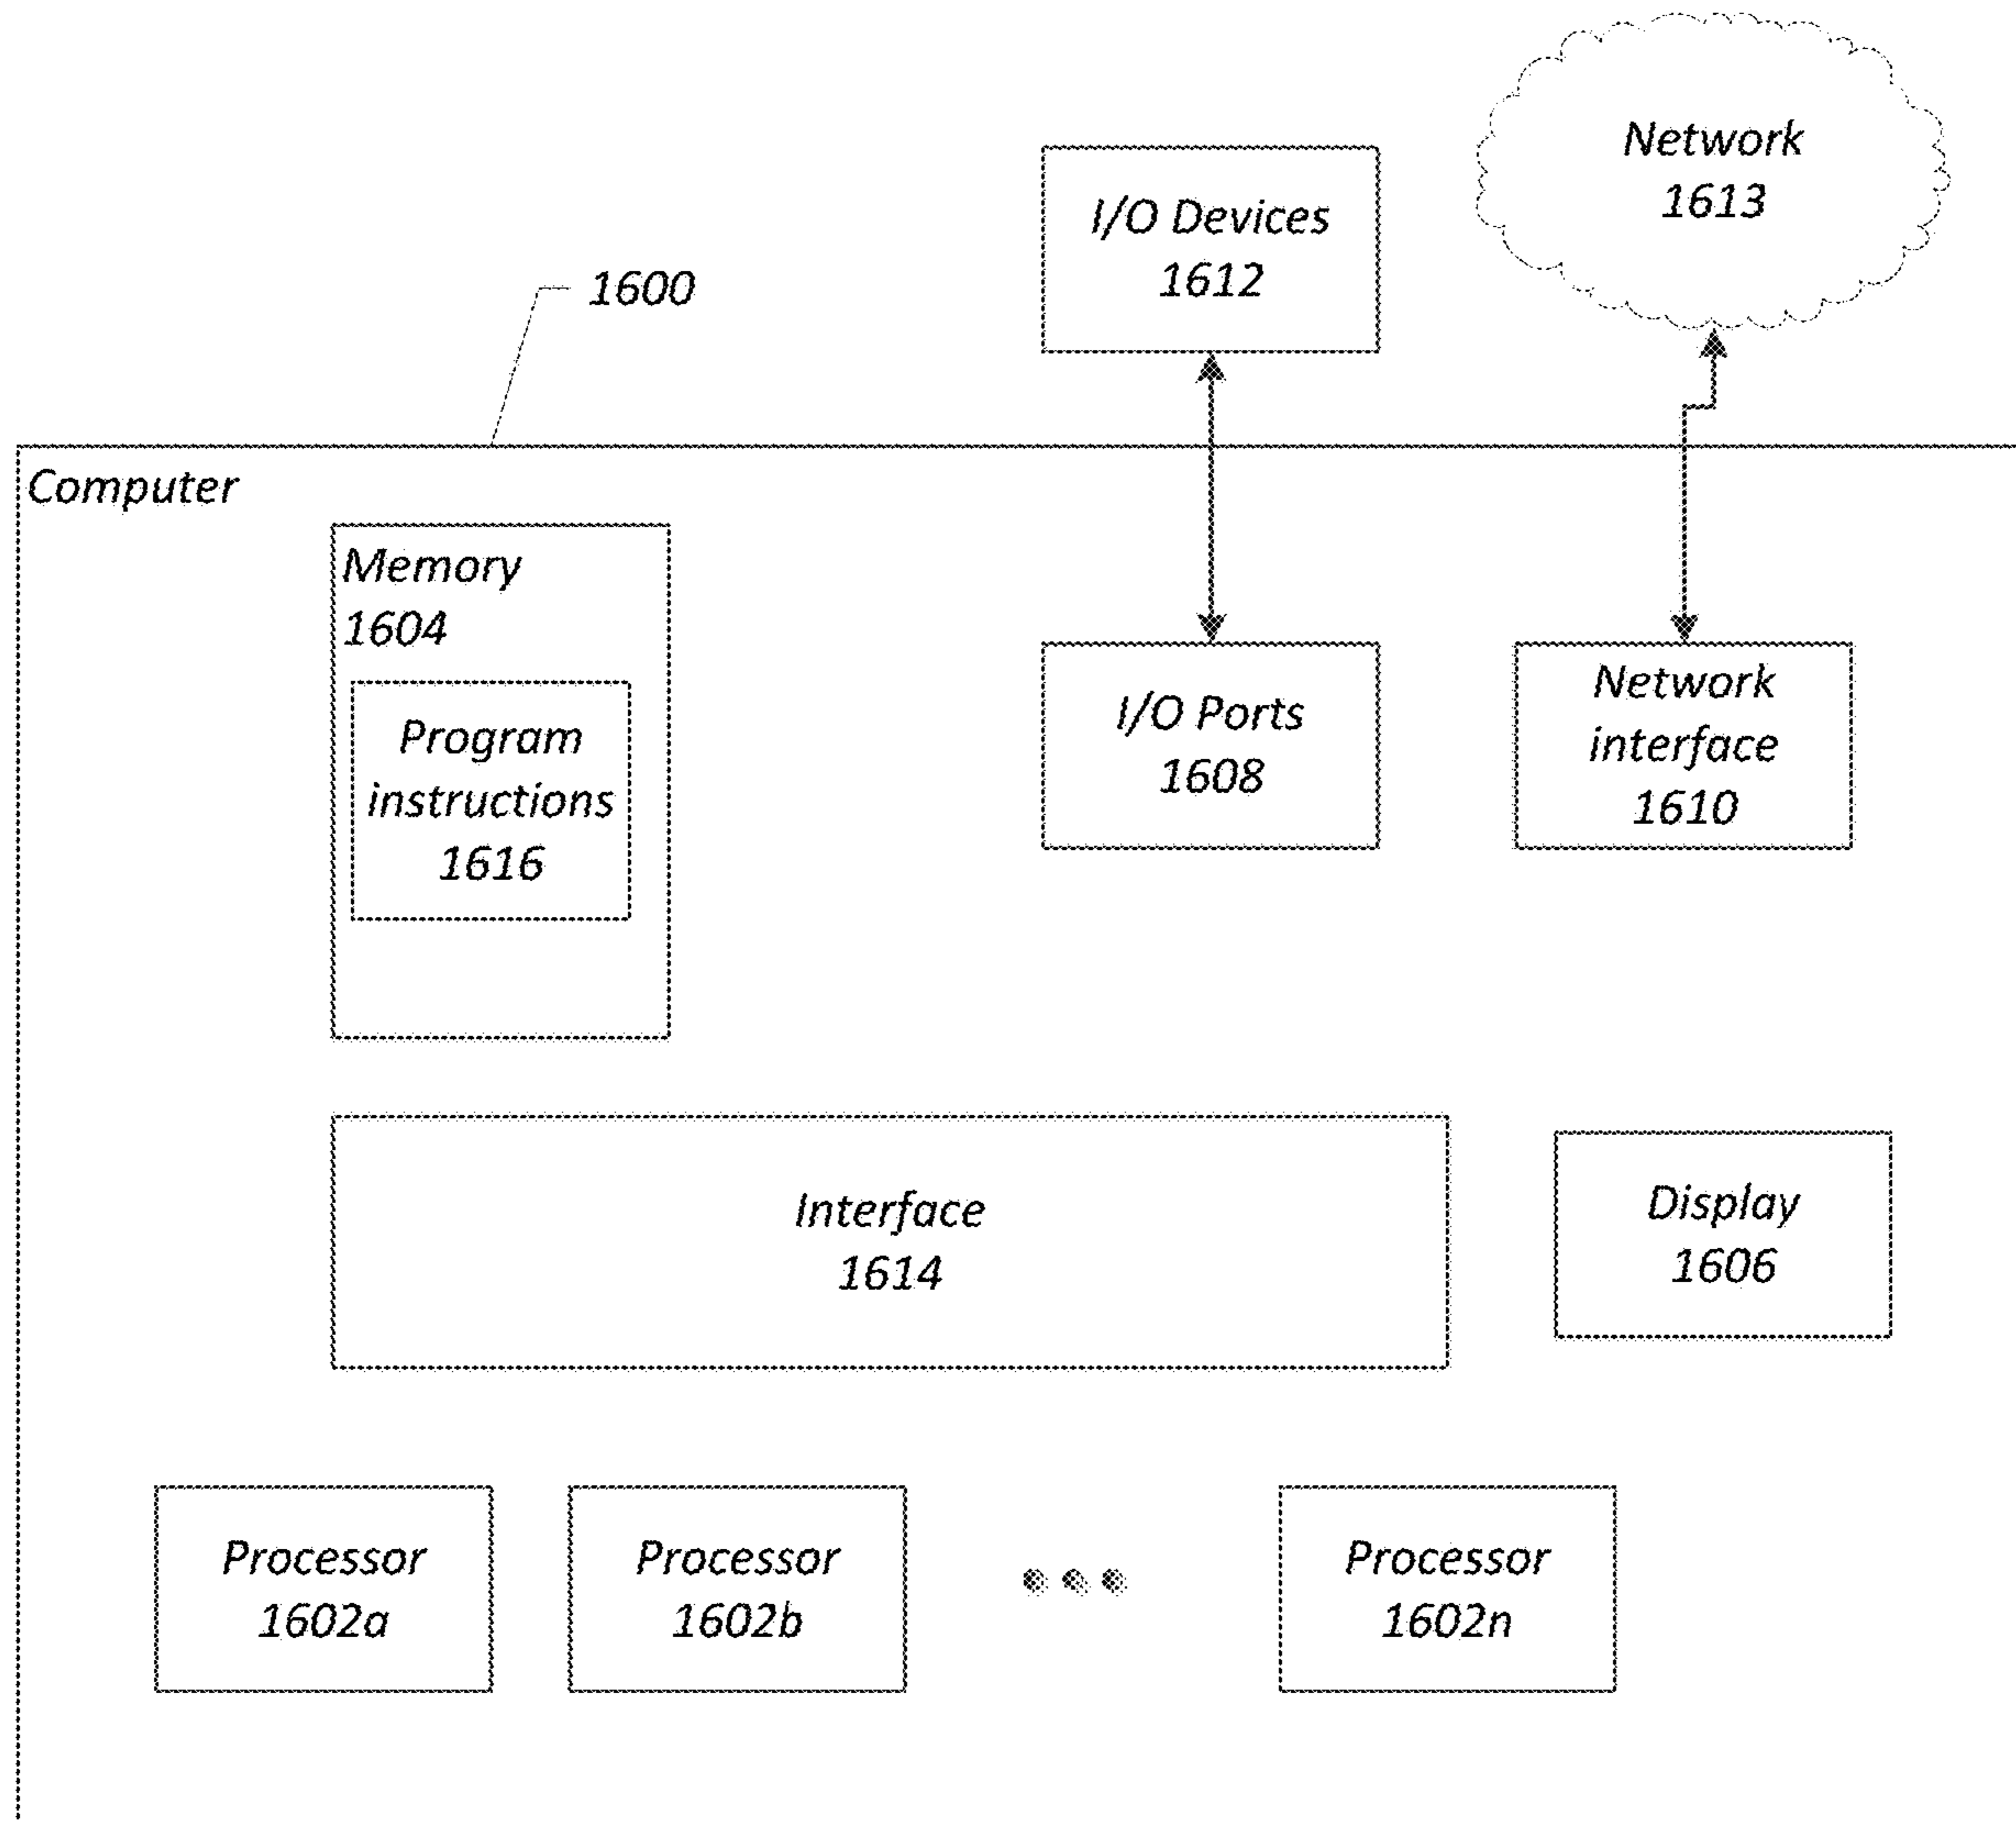 Network
1613
I/O Devices
1612
1600
Computer
Memory
1604
Program
instructions
1616
I/O Ports
1608
Network
interface
1610
Interface
1614
Display
1606
Processor
1602a
Processor
1602b
Processor
1602n